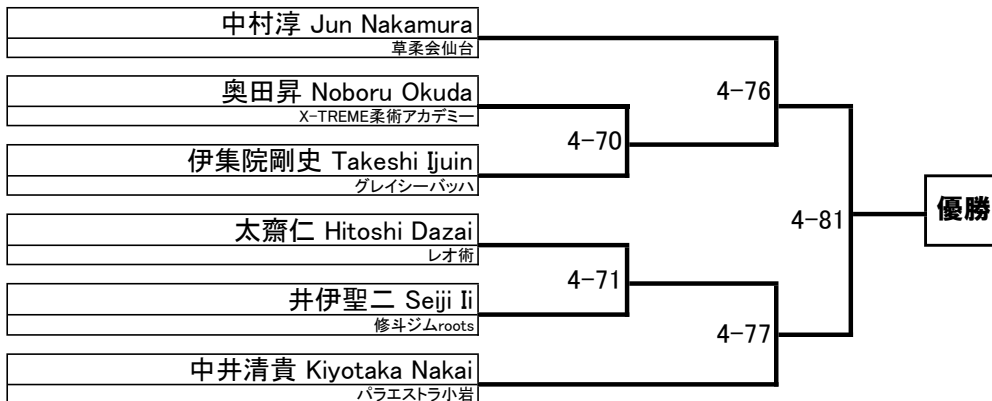 中村淳 Jun Nakamura
草柔会仙台
奥田昇 Noboru Okuda
X-TREME柔術アカデミー
伊集院剛史 Takeshi Ijuin
グレイシーバッハ
太齋仁 Hitoshi Dazai
レオ術
井伊聖二 Seiji Ii
修斗ジムroots
中井清貴 Kiyotaka Nakai
パラエストラ小岩
4-70
4-71
4-76
4-77
4-81
優勝